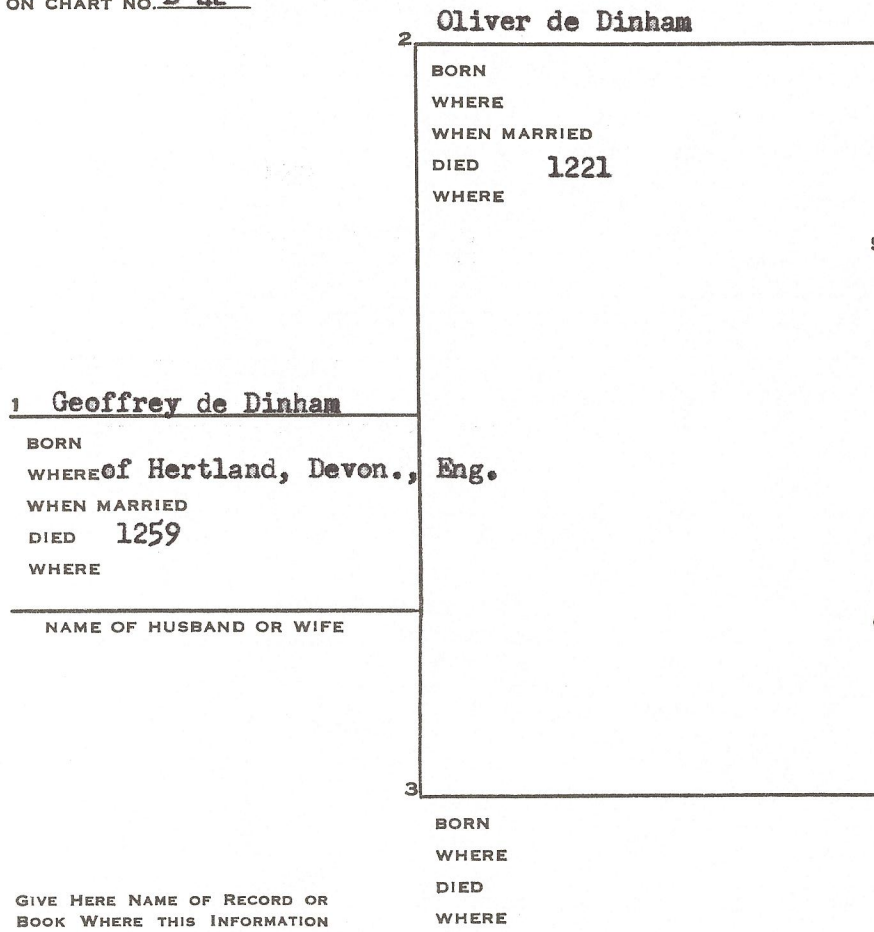 ON CHART NO.
Oliver de Dinham
2
BORN
WHERE
WHEN MARRIED
DIED 1221
WHERE
1 Geoffrey de Dinham
BORN
WHERE of Hertland, Devon., Eng.
WHEN MARRIED
DIED 1259
WHERE
NAME OF HUSBAND OR WIFE
3
BORN
WHERE
DIED
WHERE
GIVE HERE NAME OF RECORD OR
BOOK WHERE THIS INFORMATION